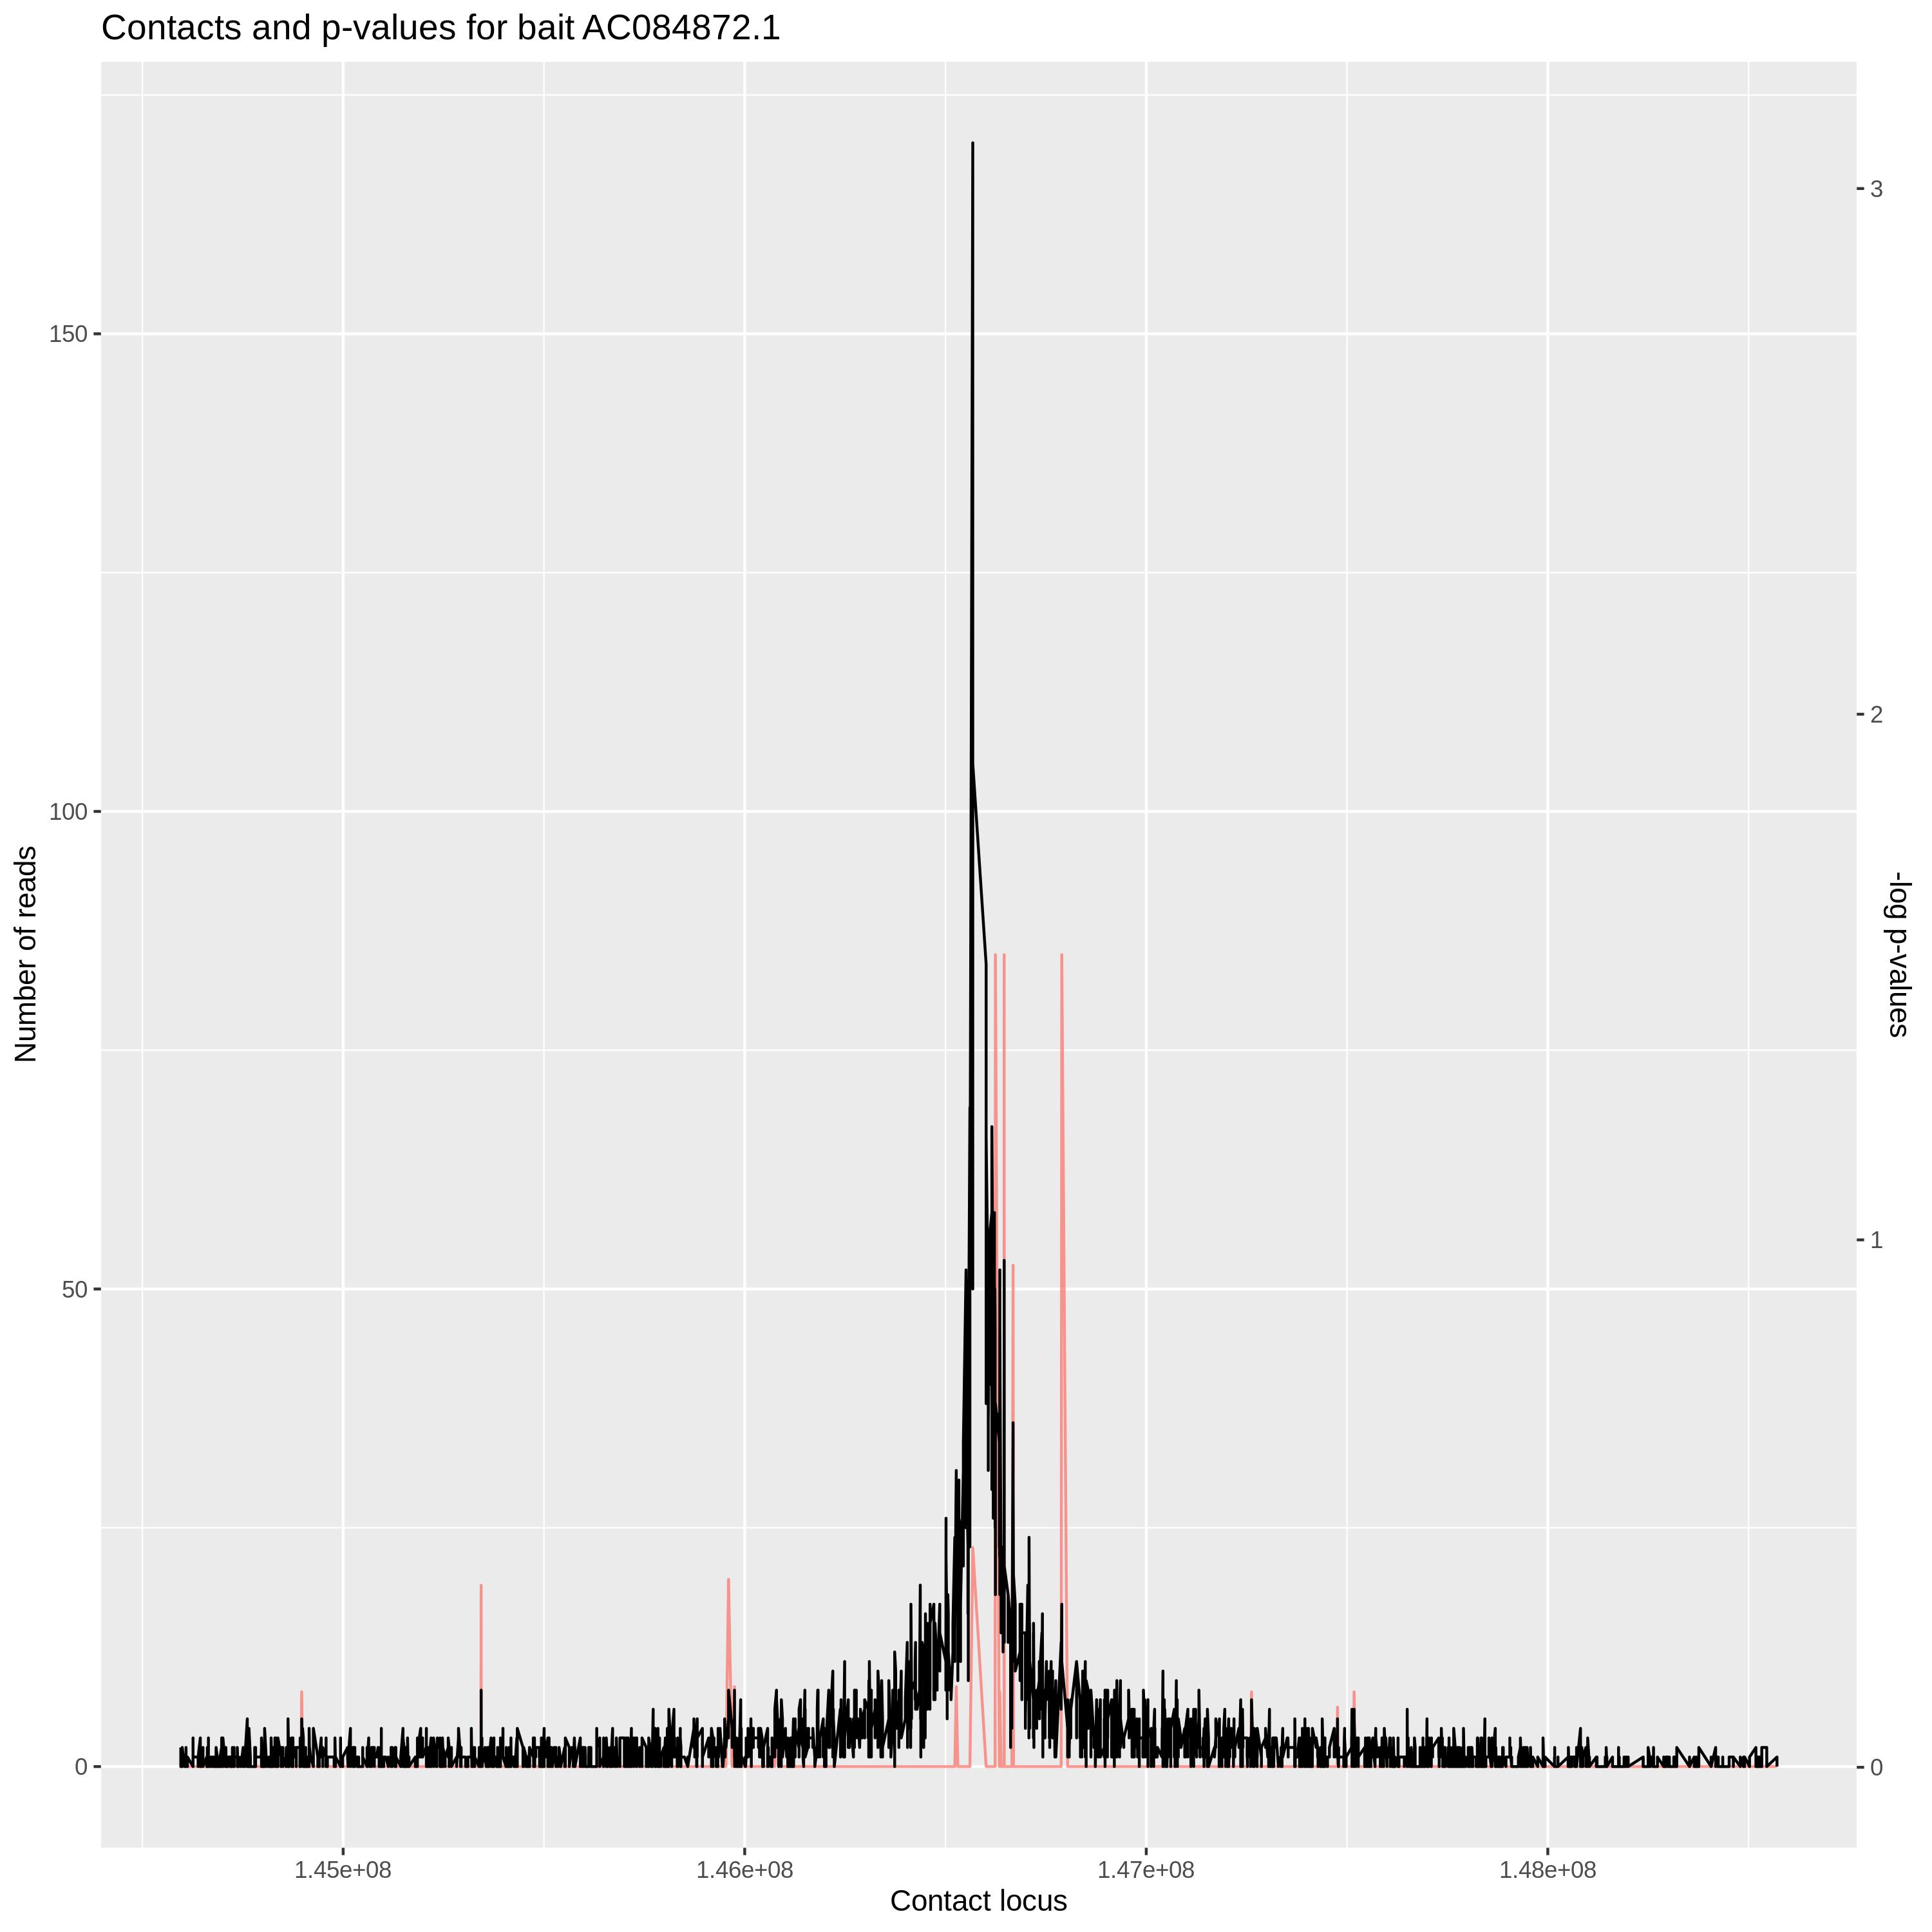 Contacts and p-values for bait AC084872.1
150
100
50
0
Number of reads
3
2
1
0
-log p-values
1.45e+08
1.46e+08
1.47e+08
1.48e+08
Contact locus